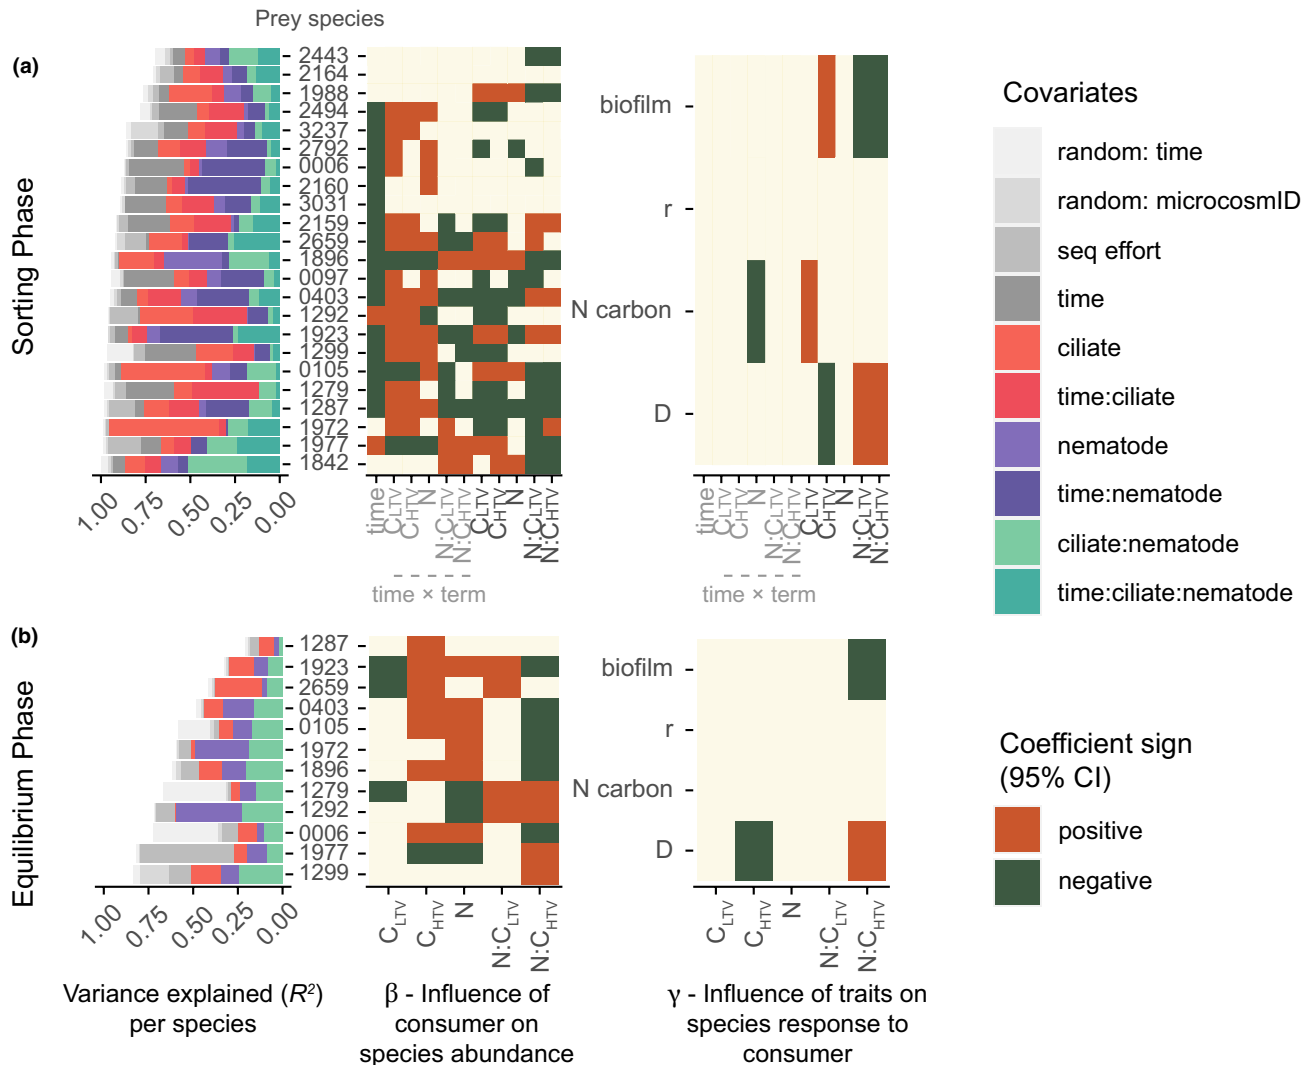 Prey species
(a)
Sorting Phase
2443
2164
1988
2494
3237
2792
0006
2160
3031
2159
2659
1896
0097
0403
1292
1923
1299
0105
1279
1287
1972
1977
1842
1.00
0.75
0.50
0.25
0.00
time
CLTV
CHTV
N
N:CLTV
N:CHTV
CLTV
CHTV
N
N:CLTV
N:CHTV
time × term
biofilm
r
N carbon
D
time
CLTV
CHTV
N
N:CLTV
N:CHTV
CLTV
CHTV
N
N:CLTV
N:CHTV
time × term
Covariates
random: time
random: microcosmID
seq effort
time
ciliate
time:ciliate
nematode
time:nematode
ciliate:nematode
time:ciliate:nematode
(b)
Equilibrium Phase
1287
1923
2659
0403
0105
1972
1896
1279
1292
0006
1977
1299
1.00
0.75
0.50
0.25
0.00
CLTV
CHTV
N
N:CLTV
N:CHTV
biofilm
r
N carbon
D
CLTV
CHTV
N
N:CLTV
N:CHTV
Coefficient sign
(95% CI)
positive
negative
Variance explained (R²)
per species
β - Influence of
consumer on
species abundance
γ - Influence of traits on
species response to
consumer